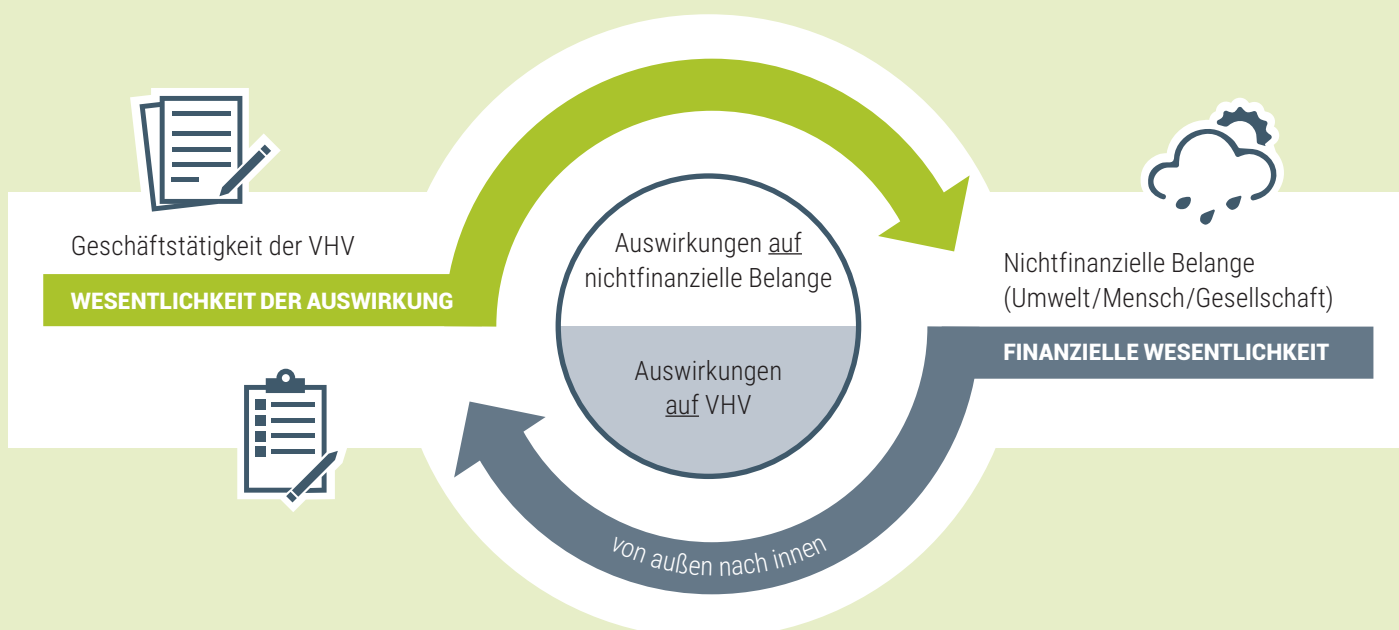 Geschäftstätigkeit der VHV
WESENTLICHKEIT DER AUSWIRKUNG
Auswirkungen auf
nichtfinanzielle Belange
Auswirkungen
auf VHV
Nichtfinanzielle Belange
(Umwelt/Mensch/Gesellschaft)
FINANZIELLE WESENTLICHKEIT
von außen nach innen